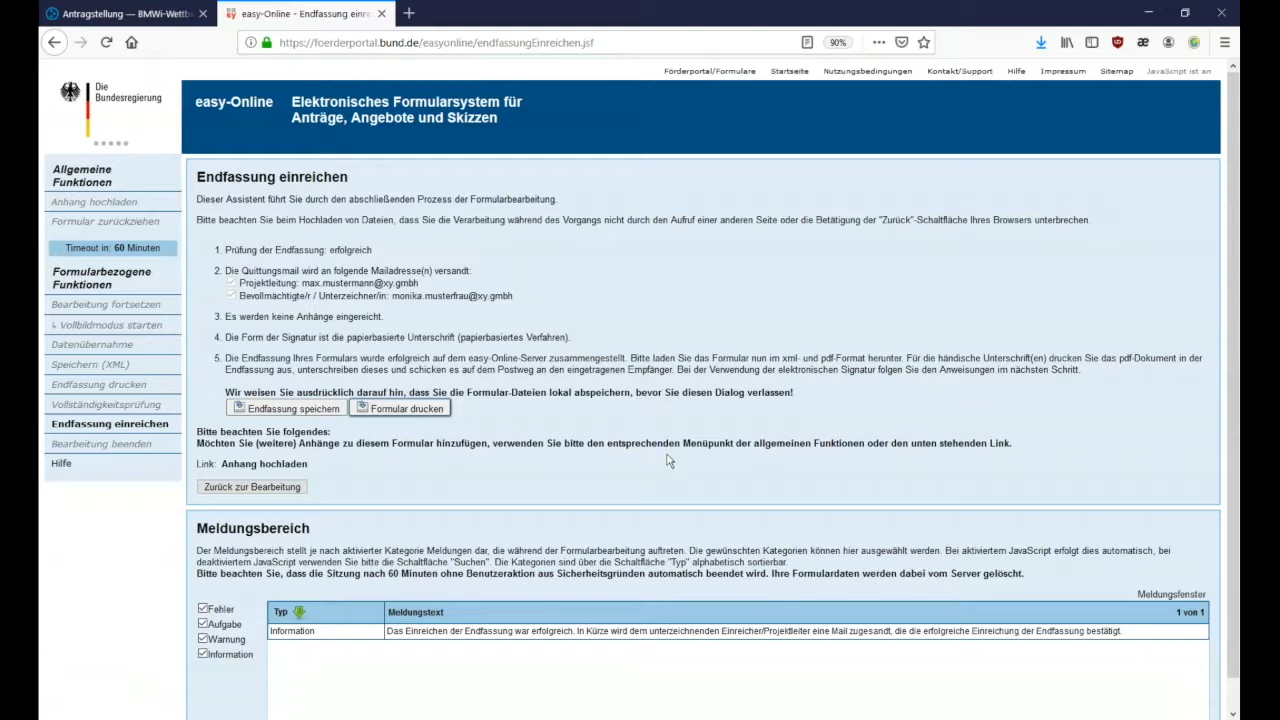 Antragstellung — BMWi-Wettb
easy-Online - Endfassung einre
https://foerderportal.bund.de/easyonline/endfassungEinreichen.jsf
90%
Förderportal/Formulare Startseite Nutzungsbedingungen Kontakt/Support Hilfe Impressum Sitemap JavaScript ist an
Die
Bundesregierung
easy-Online
Elektronisches Formularsystem für
Anträge, Angebote und Skizzen
Allgemeine
Funktionen
Anhang hochladen
Formular zurückziehen
Timeout in: 60 Minuten
Formularbezogene
Funktionen
Bearbeitung fortsetzen
↳ Vollbildmodus starten
Datenübernahme
Speichern (XML)
Endfassung drucken
Vollständigkeitsprüfung
Endfassung einreichen
Bearbeitung beenden
Hilfe
Endfassung einreichen
Dieser Assistent führt Sie durch den abschließenden Prozess der Formularbearbeitung.
Bitte beachten Sie beim Hochladen von Dateien, dass Sie die Verarbeitung während des Vorgangs nicht durch den Aufruf einer anderen Seite oder die Betätigung der "Zurück"-Schaltfläche Ihres Browsers unterbrechen.
1. Prüfung der Endfassung: erfolgreich
2. Die Quittungsmail wird an folgende Mailadresse(n) versandt:
Projektleitung: max.mustermann@xy.gmbh
Bevollmächtigte/r / Unterzeichner/in: monika.musterfrau@xy.gmbh
3. Es werden keine Anhänge eingereicht.
4. Die Form der Signatur ist die papierbasierte Unterschrift (papierbasiertes Verfahren).
5. Die Endfassung Ihres Formulars wurde erfolgreich auf dem easy-Online-Server zusammengestellt. Bitte laden Sie das Formular nun im xml- und pdf-Format herunter. Für die händische Unterschrift(en) drucken Sie das pdf-Dokument in der
Endfassung aus, unterschreiben dieses und schicken es auf dem Postweg an den eingetragenen Empfänger. Bei der Verwendung der elektronischen Signatur folgen Sie den Anweisungen im nächsten Schritt.
Wir weisen Sie ausdrücklich darauf hin, dass Sie die Formular-Dateien lokal abspeichern, bevor Sie diesen Dialog verlassen!
Endfassung speichern Formular drucken
Bitte beachten Sie folgendes:
Möchten Sie (weitere) Anhänge zu diesem Formular hinzufügen, verwenden Sie bitte den entsprechenden Menüpunkt der allgemeinen Funktionen oder den unten stehenden Link.
Link: Anhang hochladen
Zurück zur Bearbeitung
Meldungsbereich
Der Meldungsbereich stellt je nach aktivierter Kategorie Meldungen dar, die während der Formularbearbeitung auftreten. Die gewünschten Kategorien können hier ausgewählt werden. Bei aktiviertem JavaScript erfolgt dies automatisch, bei
deaktiviertem JavaScript verwenden Sie bitte die Schaltfläche "Suchen". Die Kategorien sind über die Schaltfläche "Typ" alphabetisch sortierbar.
Bitte beachten Sie, dass die Sitzung nach 60 Minuten ohne Benutzeraktion aus Sicherheitsgründen automatisch beendet wird. Ihre Formulardaten werden dabei vom Server gelöscht.
Meldungsfenster
Fehler
Aufgabe
Warnung
Information
Typ Meldungstext 1 von 1
Information Das Einreichen der Endfassung war erfolgreich. In Kürze wird dem unterzeichnenden Einreicher/Projektleiter eine Mail zugesandt, die die erfolgreiche Einreichung der Endfassung bestätigt.